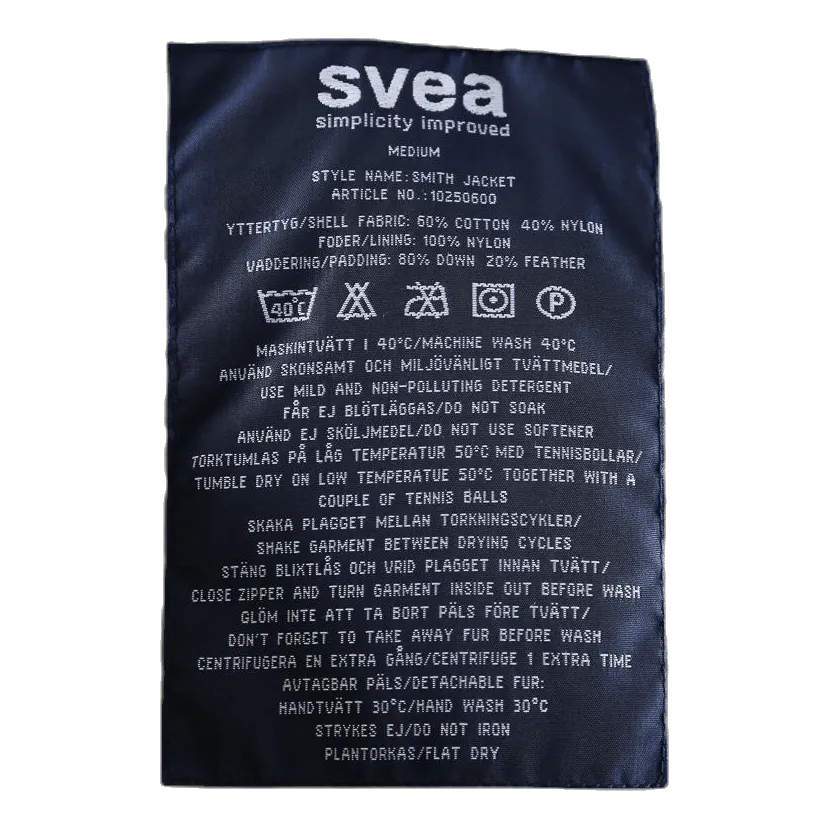 svea
simplicity improved
MEDIUM
STYLE NAME:SMITH JACKET
ARTICLE NO.:10250600
YTTERTYG/SHELL FABRIC: 60% COTTON 40% NYLON
FODER/LINING: 100% NYLON
VADDERING/PADDING: 80% DOWN 20% FEATHER
40°C P
MASKINTVÄTT I 40°C/MACHINE WASH 40°C
ANVÄND SKONSAMT OCH MILJÖVÄNLIGT TVÄTTMEDEL/
USE MILD AND NON-POLLUTING DETERGENT
FÅR EJ BLÖTLÄGGAS/DO NOT SOAK
ANVÄND EJ SKÖLJMEDEL/DO NOT USE SOFTENER
TORKTUMLAS PÅ LÅG TEMPERATUR 50°C MED TENNISBOLLAR/
TUMBLE DRY ON LOW TEMPERATUE 50°C TOGETHER WITH A
COUPLE OF TENNIS BALLS
SKAKA PLAGGET MELLAN TORKNINGSCYKLER/
SHAKE GARMENT BETWEEN DRYING CYCLES
STÄNG BLIXTLÅS OCH VRID PLAGGET INNAN TVÄTT/
CLOSE ZIPPER AND TURN GARMENT INSIDE OUT BEFORE WASH
GLÖM INTE ATT TA BORT PÄLS FÖRE TVÄTT/
DON'T FORGET TO TAKE AWAY FUR BEFORE WASH
CENTRIFUGERA EN EXTRA GÅNG/CENTRIFUGE 1 EXTRA TIME
AVTAGBAR PÄLS/DETACHABLE FUR:
HANDTVÄTT 30°C/HAND WASH 30°C
STRYKES EJ/DO NOT IRON
PLANTORKAS/FLAT DRY